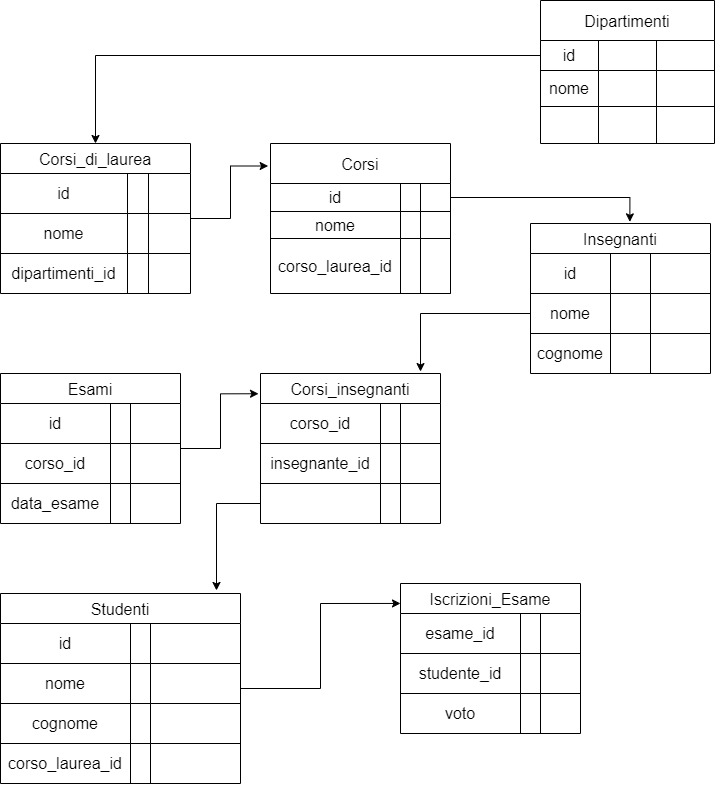 Dipartimenti
id
nome
Corsi_di_laurea
id
nome
dipartimenti_id
Corsi
id
nome
corso_laurea_id
Insegnanti
id
nome
cognome
Esami
id
corso_id
data_esame
Corsi_insegnanti
corso_id
insegnante_id
Studenti
id
nome
cognome
corso_laurea_id
Iscrizioni_Esame
esame_id
studente_id
voto